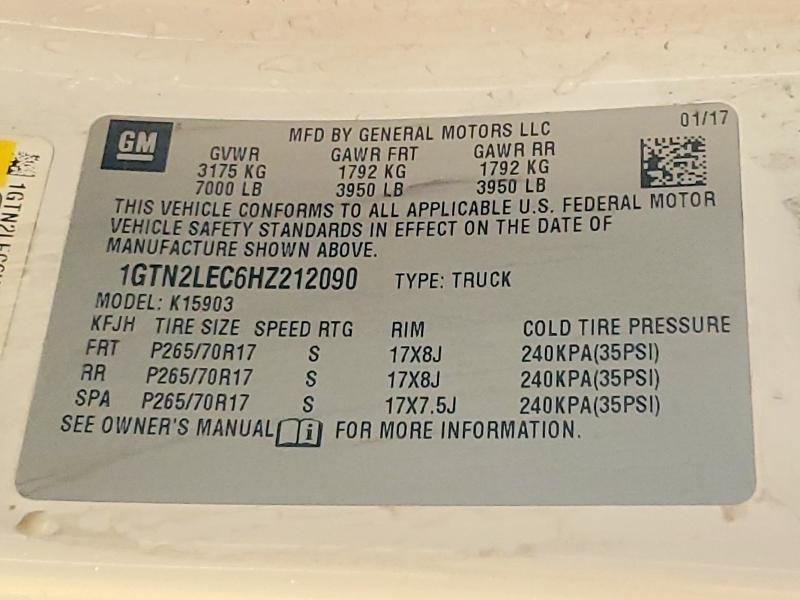 GM
MFD BY GENERAL MOTORS LLC
01/17
GVWR GAWR FRT GAWR RR
3175 KG 1792 KG 1792 KG
7000 LB 3950 LB 3950 LB
THIS VEHICLE CONFORMS TO ALL APPLICABLE U.S. FEDERAL MOTOR
VEHICLE SAFETY STANDARDS IN EFFECT ON THE DATE OF
MANUFACTURE SHOWN ABOVE.
1GTN2LEC6HZ212090 TYPE: TRUCK
MODEL: K15903
KFJH TIRE SIZE SPEED RTG RIM COLD TIRE PRESSURE
FRT P265/70R17 S 17X8J 240KPA(35PSI)
RR P265/70R17 S 17X8J 240KPA(35PSI)
SPA P265/70R17 S 17X7.5J 240KPA(35PSI)
SEE OWNER'S MANUAL i FOR MORE INFORMATION.